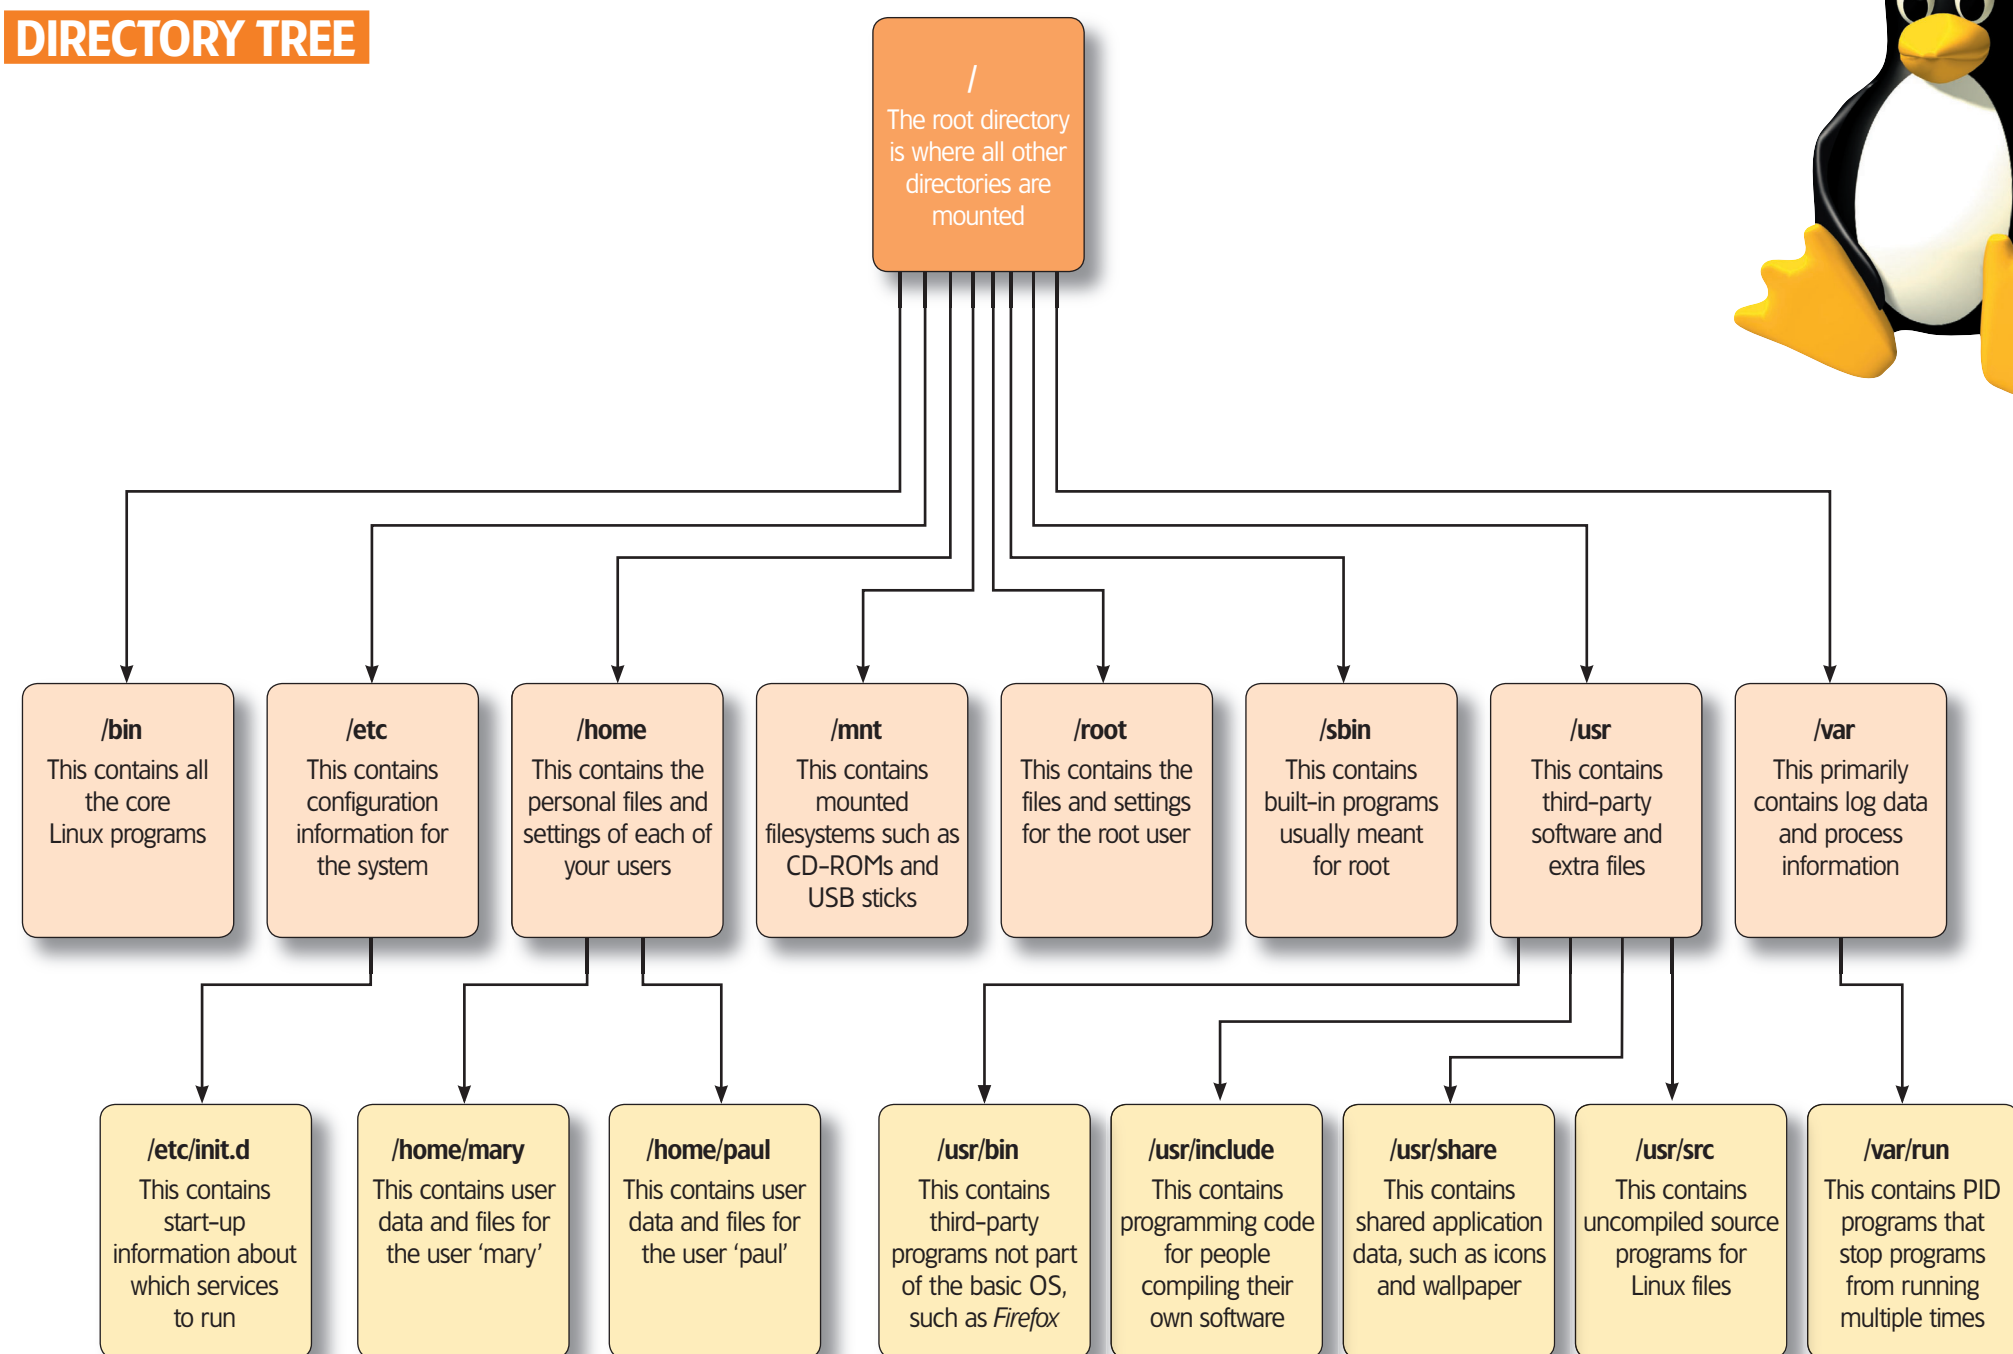 DIRECTORY TREE
/
The root directory
is where all other
directories are
mounted
/bin
This contains all
the core
Linux programs
/etc
This contains
configuration
information for
the system
/home
This contains the
personal files and
settings of each of
your users
/mnt
This contains
mounted
filesystems such as
CD-ROMs and
USB sticks
/root
This contains the
files and settings
for the root user
/sbin
This contains
built-in programs
usually meant
for root
/usr
This contains
third-party
software and
extra files
/var
This primarily
contains log data
and process
information
/etc/init.d
This contains
start-up
information about
which services
to run
/home/mary
This contains user
data and files for
the user ‘mary’
/home/paul
This contains user
data and files for
the user ‘paul’
/usr/bin
This contains
third-party
programs not part
of the basic OS,
such as Firefox
/usr/include
This contains
programming code
for people
compiling their
own software
/usr/share
This contains
shared application
data, such as icons
and wallpaper
/usr/src
This contains
uncompiled source
programs for
Linux files
/var/run
This contains PID
programs that
stop programs
from running
multiple times